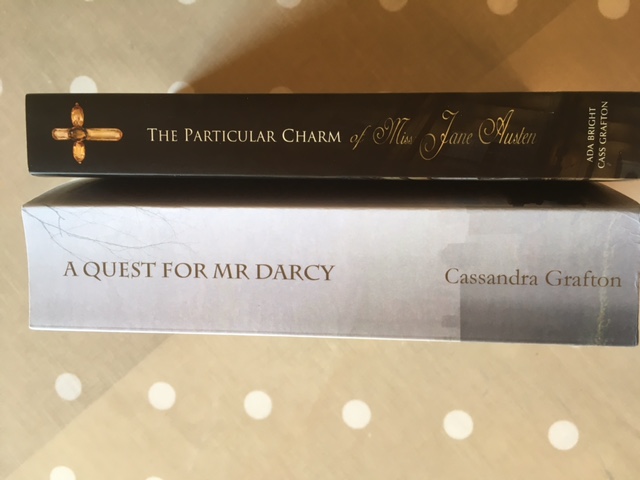 THE PARTICULAR CHARM of Miss Jane Austen
ADA BRIGHT
CASS GRAFTON
A QUEST FOR MR DARCY
Cassandra Grafton